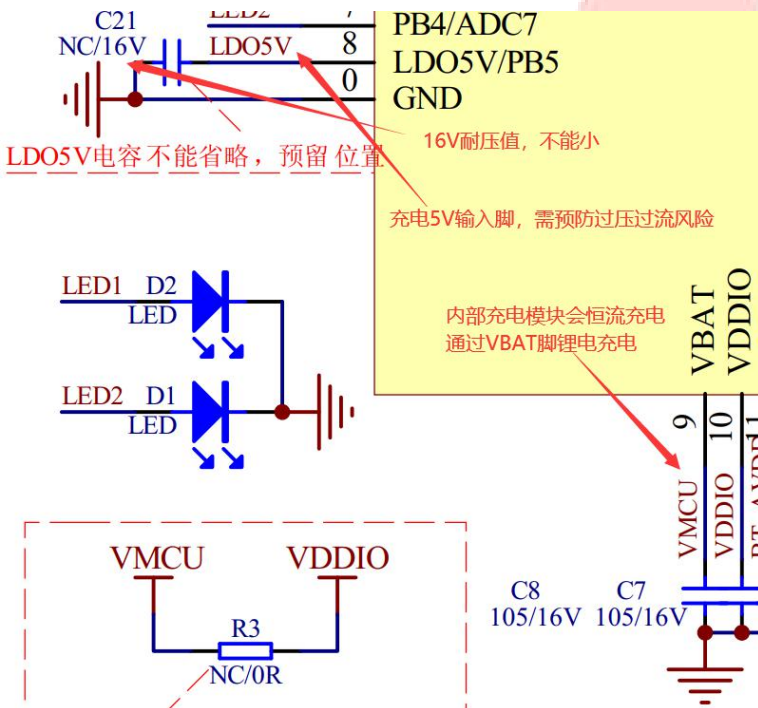 C21
NC/16V
LED2
7
PB4/ADC7
LDO5V
8
LDO5V/PB5
0
GND
16V耐压值，不能小
LDO5V电容不能省略，预留位置
充电5V输入脚，需预防过压过流风险
LED1
D2
LED
内部充电模块会恒流充电
通过VBAT脚锂电充电
VBAT
VDDIO
LED2
D1
LED
9
10
11
VMCU
VDDIO
VMCU
VDDIO
R3
NC/0R
C8
105/16V
C7
105/16V